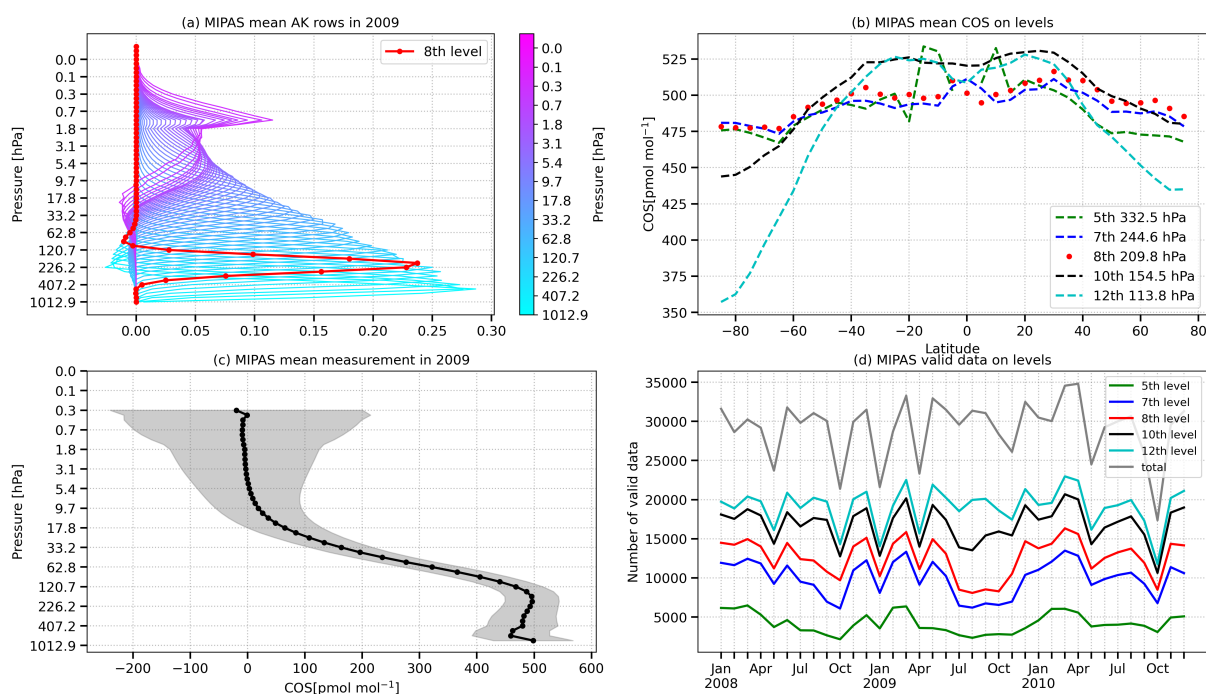 (a) MIPAS mean AK rows in 2009
Pressure [hPa]
0.0
0.1
0.3
0.7
1.8
3.1
5.4
9.7
17.8
33.2
62.8
120.7
226.2
407.2
1012.9
8th level
0.00 0.05 0.10 0.15 0.20 0.25 0.30
0.0
0.1
0.3
0.7
1.8
3.1
5.4
9.7
17.8
33.2
62.8
120.7
226.2
407.2
1012.9
Pressure [hPa]
(b) MIPAS mean COS on levels
COS[pmol mol−1]
525
500
475
450
425
400
375
350
5th 332.5 hPa
7th 244.6 hPa
8th 209.8 hPa
10th 154.5 hPa
12th 113.8 hPa
−80 −60 −40 −20 0 20 40 60 80
Latitude
(c) MIPAS mean measurement in 2009
Pressure [hPa]
0.0
0.1
0.3
0.7
1.8
3.1
5.4
9.7
17.8
33.2
62.8
120.7
226.2
407.2
1012.9
−200 −100 0 100 200 300 400 500 600
COS[pmol mol−1]
(d) MIPAS valid data on levels
Number of valid data
35000
30000
25000
20000
15000
10000
5000
5th level
7th level
8th level
10th level
12th level
total
Jan Apr Jul Oct Jan Apr Jul Oct Jan Apr Jul Oct
2008 2009 2010